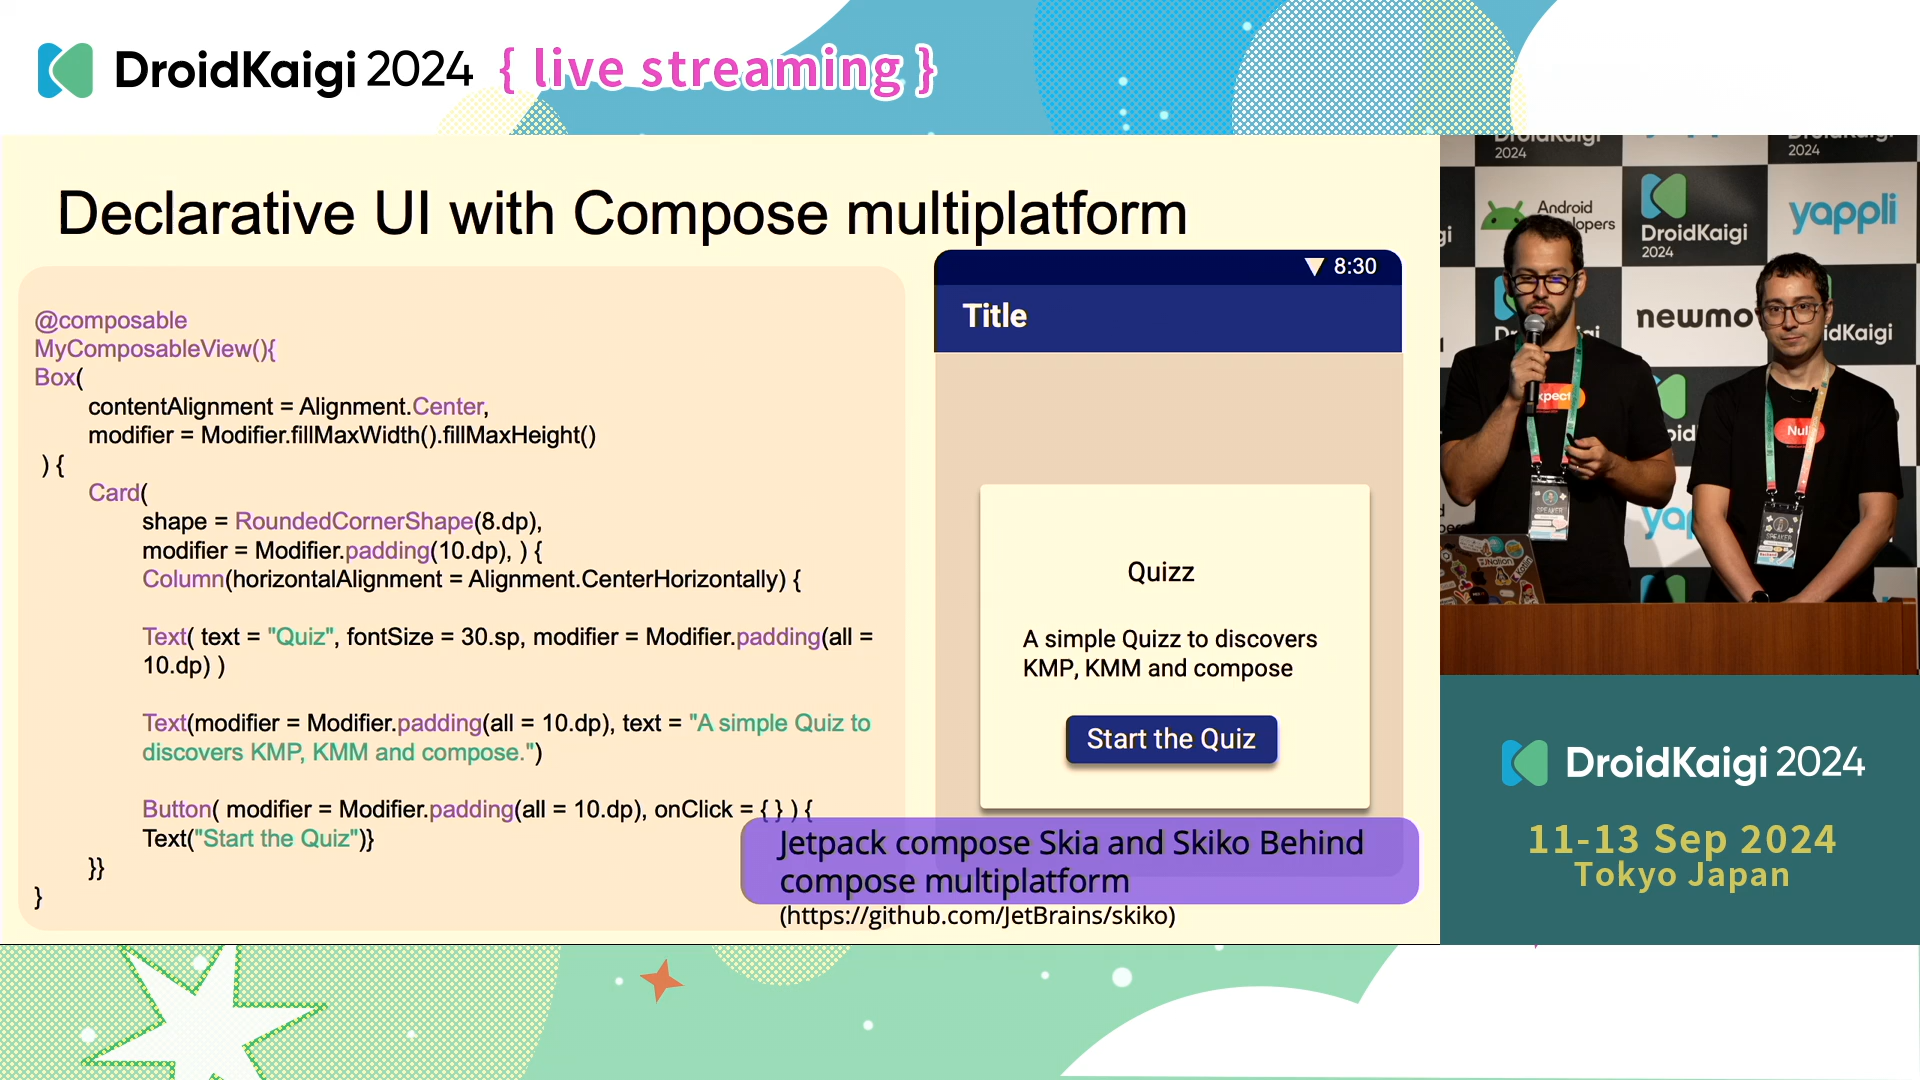 DroidKaigi 2024 { live streaming }
Declarative UI with Compose multiplatform
@composable
MyComposableView(){
Box(
contentAlignment = Alignment.Center,
modifier = Modifier.fillMaxWidth().fillMaxHeight()
) {
Card(
shape = RoundedCornerShape(8.dp),
modifier = Modifier.padding(10.dp), ) {
Column(horizontalAlignment = Alignment.CenterHorizontally) {
Text( text = "Quiz", fontSize = 30.sp, modifier = Modifier.padding(all =
10.dp) )
Text(modifier = Modifier.padding(all = 10.dp), text = "A simple Quiz to
discovers KMP, KMM and compose.")
Button( modifier = Modifier.padding(all = 10.dp), onClick = { } ) {
Text("Start the Quiz")}
}}
}
8:30
Title
Quizz
A simple Quizz to discovers
KMP, KMM and compose
Start the Quiz
Jetpack compose Skia and Skiko Behind
compose multiplatform
(https://github.com/JetBrains/skiko)
2024
2024
Android
yappli
DroidKaigi
2024
newmo
SPEAKER
SPEAKER
DroidKaigi 2024
11-13 Sep 2024
Tokyo Japan